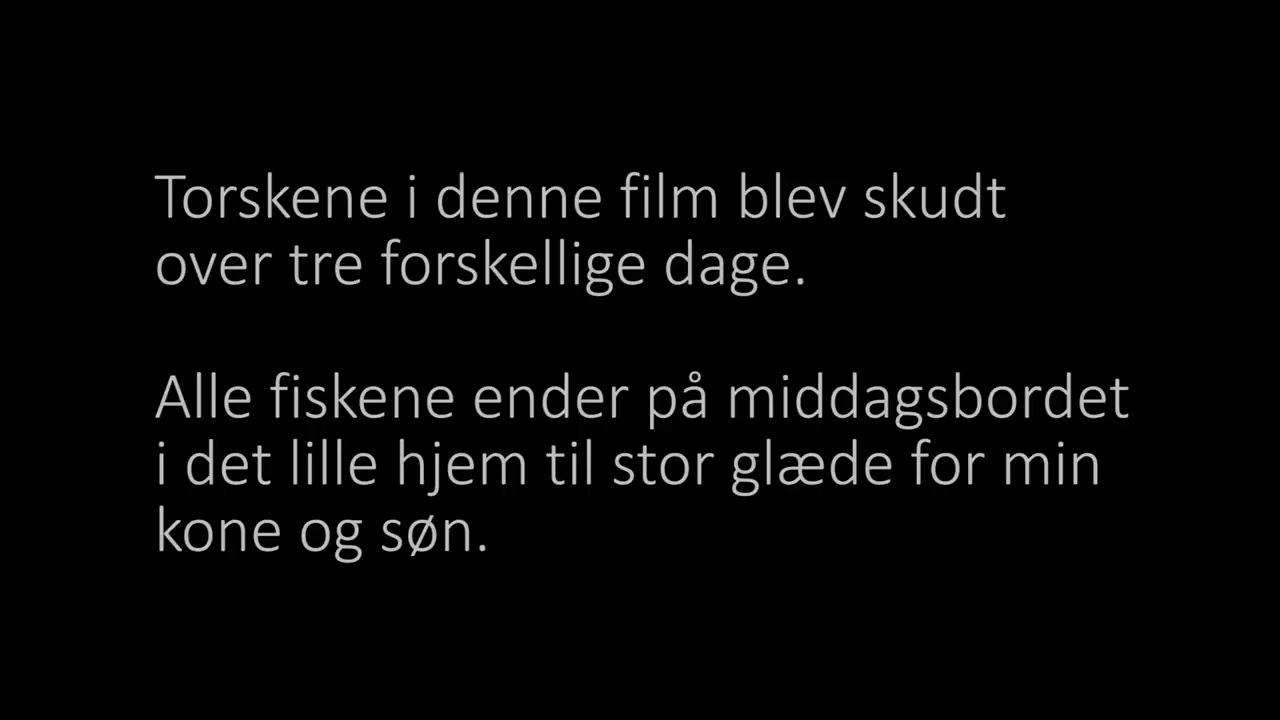 Torskene i denne film blev skudt
over tre forskellige dage.
Alle fiskene ender på middagsbordet
i det lille hjem til stor glæde for min
kone og søn.